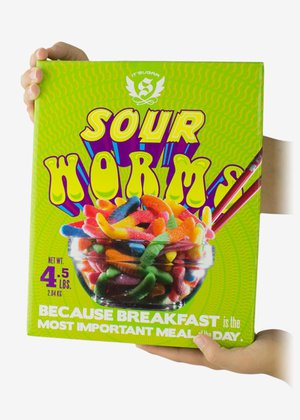 IT'SUGAR
S
SOUR
WORMS
NET WT.
4.5
LBS.
2.04 KG
BECAUSE BREAKFAST is the
MOST IMPORTANT MEAL of the DAY.